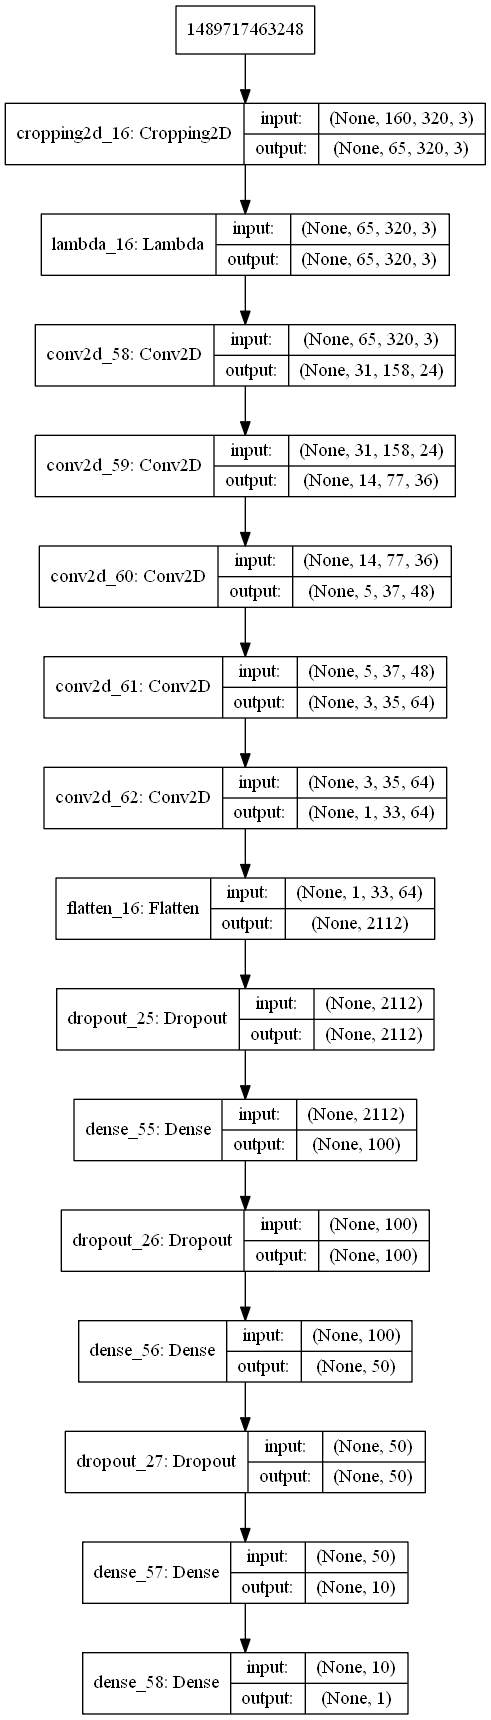 1489717463248
cropping2d_16: Cropping2D
input: (None, 160, 320, 3)
output: (None, 65, 320, 3)
lambda_16: Lambda
input: (None, 65, 320, 3)
output: (None, 65, 320, 3)
conv2d_58: Conv2D
input: (None, 65, 320, 3)
output: (None, 31, 158, 24)
conv2d_59: Conv2D
input: (None, 31, 158, 24)
output: (None, 14, 77, 36)
conv2d_60: Conv2D
input: (None, 14, 77, 36)
output: (None, 5, 37, 48)
conv2d_61: Conv2D
input: (None, 5, 37, 48)
output: (None, 3, 35, 64)
conv2d_62: Conv2D
input: (None, 3, 35, 64)
output: (None, 1, 33, 64)
flatten_16: Flatten
input: (None, 1, 33, 64)
output: (None, 2112)
dropout_25: Dropout
input: (None, 2112)
output: (None, 2112)
dense_55: Dense
input: (None, 2112)
output: (None, 100)
dropout_26: Dropout
input: (None, 100)
output: (None, 100)
dense_56: Dense
input: (None, 100)
output: (None, 50)
dropout_27: Dropout
input: (None, 50)
output: (None, 50)
dense_57: Dense
input: (None, 50)
output: (None, 10)
dense_58: Dense
input: (None, 10)
output: (None, 1)